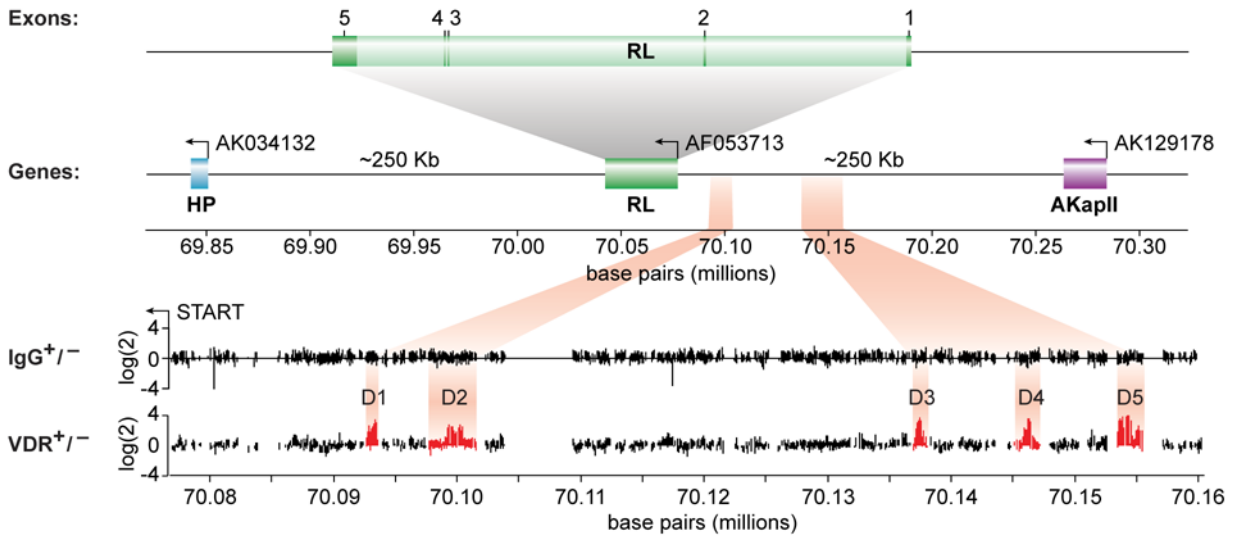 Exons: 5 4 3 2 1
RL
AK034132 AF053713 AK129178
~250 Kb ~250 Kb
Genes:
HP RL AKapII
69.85 69.90 69.95 70.00 70.05 70.10 70.15 70.20 70.25 70.30
base pairs (millions)
START
IgG+/− log(2) 4 0 -4
D1 D2 D3 D4 D5
VDR+/− log(2) 4 0 -4
70.08 70.09 70.10 70.11 70.12 70.13 70.14 70.15 70.16
base pairs (millions)